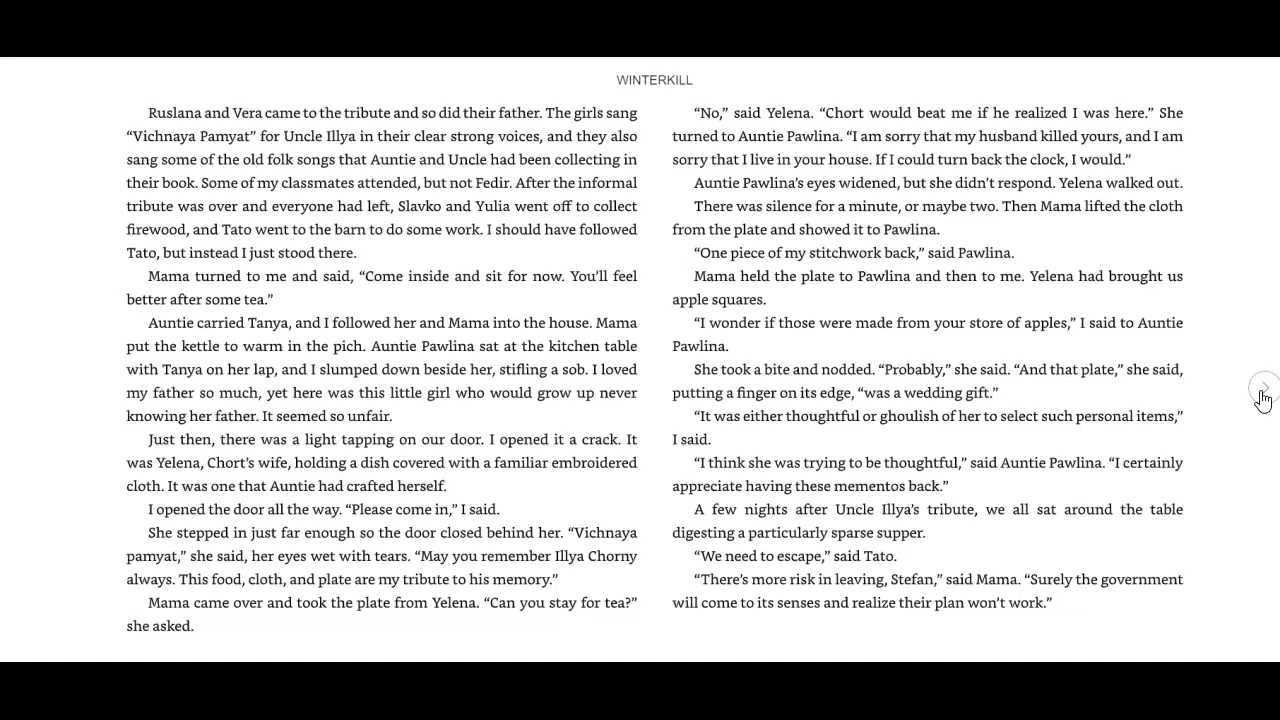 WINTERKILL
Ruslana and Vera came to the tribute and so did their father. The girls sang
“Vichnaya Pamyat” for Uncle Illya in their clear strong voices, and they also
sang some of the old folk songs that Auntie and Uncle had been collecting in
their book. Some of my classmates attended, but not Fedir. After the informal
tribute was over and everyone had left, Slavko and Yulia went off to collect
firewood, and Tato went to the barn to do some work. I should have followed
Tato, but instead I just stood there.
Mama turned to me and said, “Come inside and sit for now. You’ll feel
better after some tea.”
Auntie carried Tanya, and I followed her and Mama into the house. Mama
put the kettle to warm in the pich. Auntie Pawlina sat at the kitchen table
with Tanya on her lap, and I slumped down beside her, stifling a sob. I loved
my father so much, yet here was this little girl who would grow up never
knowing her father. It seemed so unfair.
Just then, there was a light tapping on our door. I opened it a crack. It
was Yelena, Chort’s wife, holding a dish covered with a familiar embroidered
cloth. It was one that Auntie had crafted herself.
I opened the door all the way. “Please come in,” I said.
She stepped in just far enough so the door closed behind her. “Vichnaya
pamyat,” she said, her eyes wet with tears. “May you remember Illya Chorny
always. This food, cloth, and plate are my tribute to his memory.”
Mama came over and took the plate from Yelena. “Can you stay for tea?”
she asked.
“No,” said Yelena. “Chort would beat me if he realized I was here.” She
turned to Auntie Pawlina. “I am sorry that my husband killed yours, and I am
sorry that I live in your house. If I could turn back the clock, I would.”
Auntie Pawlina’s eyes widened, but she didn’t respond. Yelena walked out.
There was silence for a minute, or maybe two. Then Mama lifted the cloth
from the plate and showed it to Pawlina.
“One piece of my stitchwork back,” said Pawlina.
Mama held the plate to Pawlina and then to me. Yelena had brought us
apple squares.
“I wonder if those were made from your store of apples,” I said to Auntie
Pawlina.
She took a bite and nodded. “Probably,” she said. “And that plate,” she said,
putting a finger on its edge, “was a wedding gift.”
“It was either thoughtful or ghoulish of her to select such personal items,”
I said.
“I think she was trying to be thoughtful,” said Auntie Pawlina. “I certainly
appreciate having these mementos back.”
A few nights after Uncle Illya’s tribute, we all sat around the table
digesting a particularly sparse supper.
“We need to escape,” said Tato.
“There’s more risk in leaving, Stefan,” said Mama. “Surely the government
will come to its senses and realize their plan won’t work.”